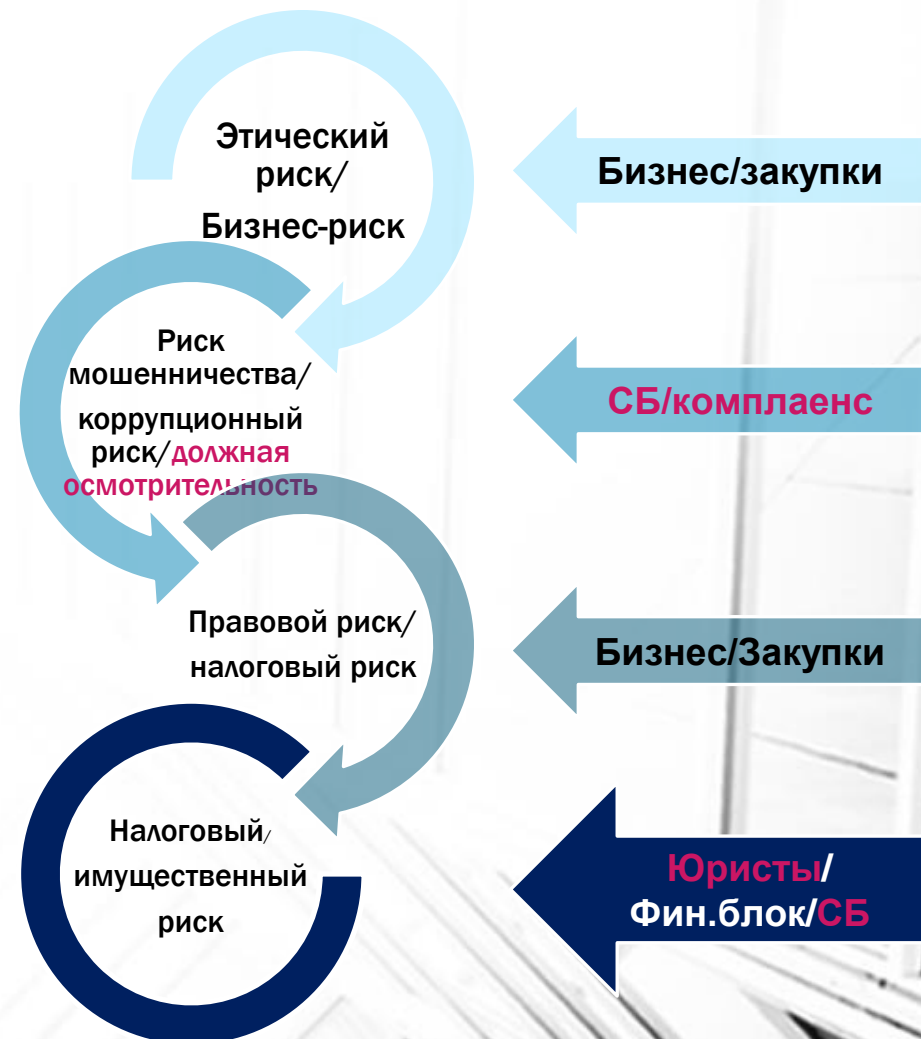 Этический
риск/
Бизнес-риск
Бизнес/закупки
Риск
мошенничества/
коррупционный
риск/должная
осмотрительность
СБ/комплаенс
Правовой риск/
налоговый риск
Бизнес/Закупки
Налоговый/
имущественный
риск
Юристы/
Фин.блок/СБ